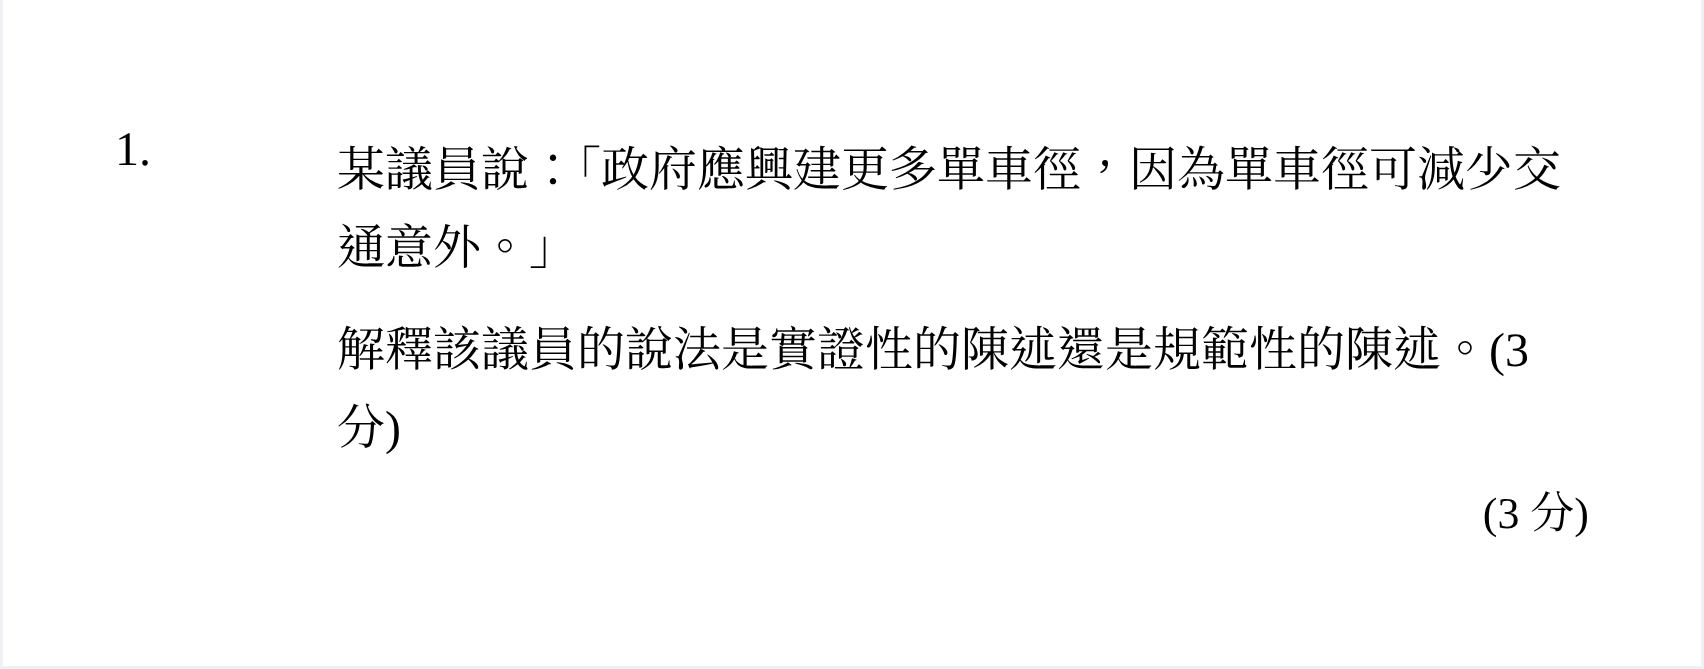 1.
某議員說：「政府應興建更多單車徑，因為單車徑可減少交
通意外。」
解釋該議員的說法是實證性的陳述還是規範性的陳述。(3
分)
(3 分)